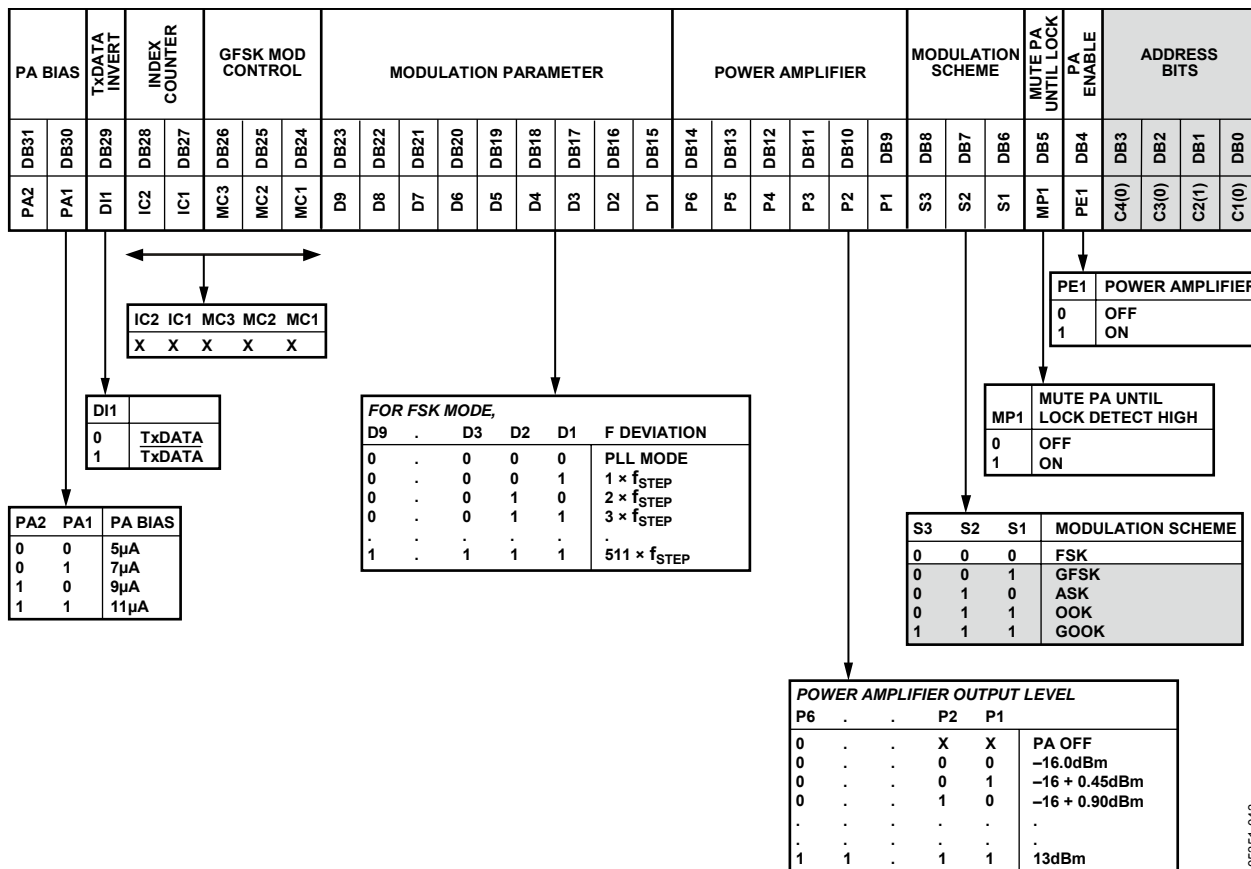 PA BIAS
TxDATA
INVERT
INDEX
COUNTER
GFSK MOD
CONTROL
MODULATION PARAMETER
POWER AMPLIFIER
MODULATION
SCHEME
MUTE PA
UNTIL LOCK
PA
ENABLE
ADDRESS
BITS
DB31 DB30 DB29 DB28 DB27 DB26 DB25 DB24 DB23 DB22 DB21 DB20 DB19 DB18 DB17 DB16 DB15 DB14 DB13 DB12 DB11 DB10 DB9 DB8 DB7 DB6 DB5 DB4 DB3 DB2 DB1 DB0
PA2 PA1 DI1 IC2 IC1 MC3 MC2 MC1 D9 D8 D7 D6 D5 D4 D3 D2 D1 P6 P5 P4 P3 P2 P1 S3 S2 S1 MP1 PE1 C4(0) C3(0) C2(1) C1(0)
IC2 IC1 MC3 MC2 MC1
X X X X X
PE1 POWER AMPLIFIER
0 OFF
1 ON
DI1
0 TxDATA
1 TxDATA
FOR FSK MODE,
D9 . D3 D2 D1 F DEVIATION
0 . 0 0 0 PLL MODE
0 . 0 0 1 1 × fSTEP
0 . 0 1 0 2 × fSTEP
0 . 0 1 1 3 × fSTEP
. . . . . .
1 . 1 1 1 511 × fSTEP
MUTE PA UNTIL
MP1 LOCK DETECT HIGH
0 OFF
1 ON
PA2 PA1 PA BIAS
0 0 5µA
0 1 7µA
1 0 9µA
1 1 11µA
S3 S2 S1 MODULATION SCHEME
0 0 0 FSK
0 0 1 GFSK
0 1 0 ASK
0 1 1 OOK
1 1 1 GOOK
POWER AMPLIFIER OUTPUT LEVEL
P6 . . P2 P1
0 . . X X PA OFF
0 . . 0 0 –16.0dBm
0 . . 0 1 –16 + 0.45dBm
0 . . 1 0 –16 + 0.90dBm
. . . . . .
. . . . . .
1 1 . 1 1 13dBm